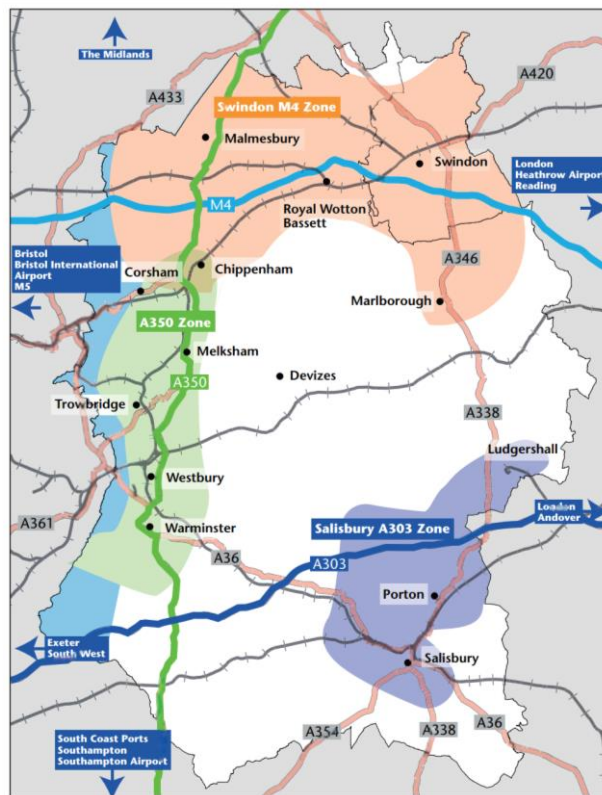 The Midlands
A433
A420
Swindon M4 Zone
Malmesbury
Swindon
London
Heathrow Airport
Reading
Royal Wotton
Bassett
M4
Bristol
Bristol International
Airport
M5
Corsham
Chippenham
A346
Marlborough
A350 Zone
Melksham
Devizes
A350
Trowbridge
A338
Ludgershall
Westbury
London
Andover
A361
Warminster
Salisbury A303 Zone
A36
A303
Porton
Exeter
South West
Salisbury
South Coast Ports
Southampton
Southampton Airport
A354
A338
A36